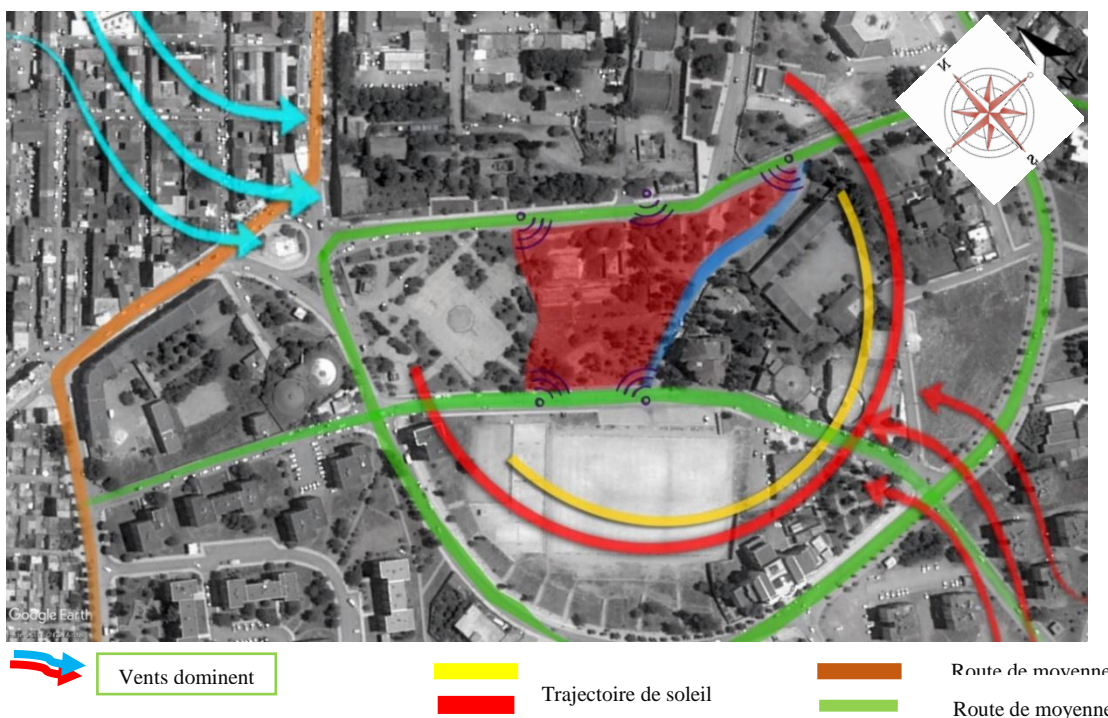 N
N
S
Google Earth
Vents dominent
Trajectoire de soleil
Route de moyenne
Route de moyenne